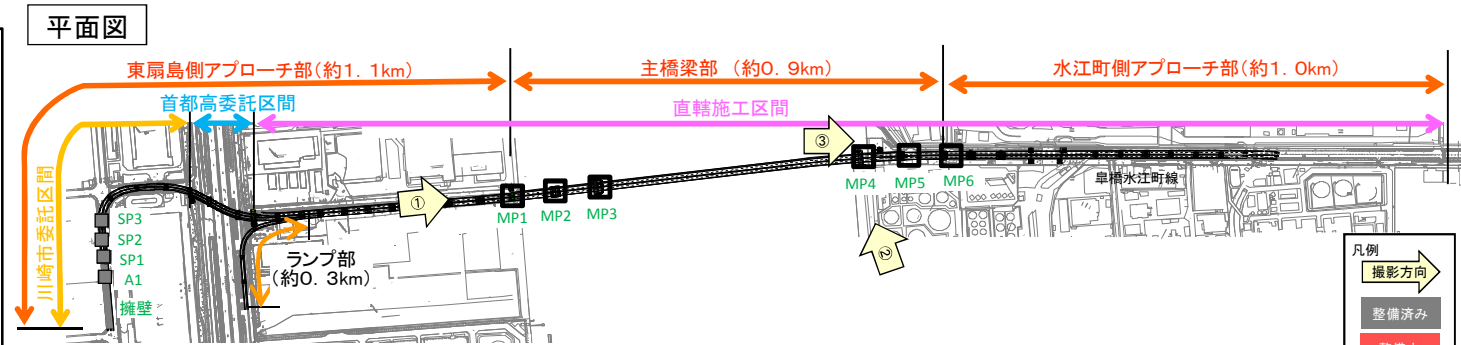 平面図
東扇島側アプローチ部(約1.1km)
主橋梁部 (約0.9km)
水江町側アプローチ部(約1.0km)
首都高委託区間
直轄施工区間
川崎市委託区間
①
②
③
MP1
MP2
MP3
MP4
MP5
MP6
皐橋水江町線
SP3
SP2
SP1
A1
擁壁
ランプ部
(約0.3km)
凡例
撮影方向
整備済み